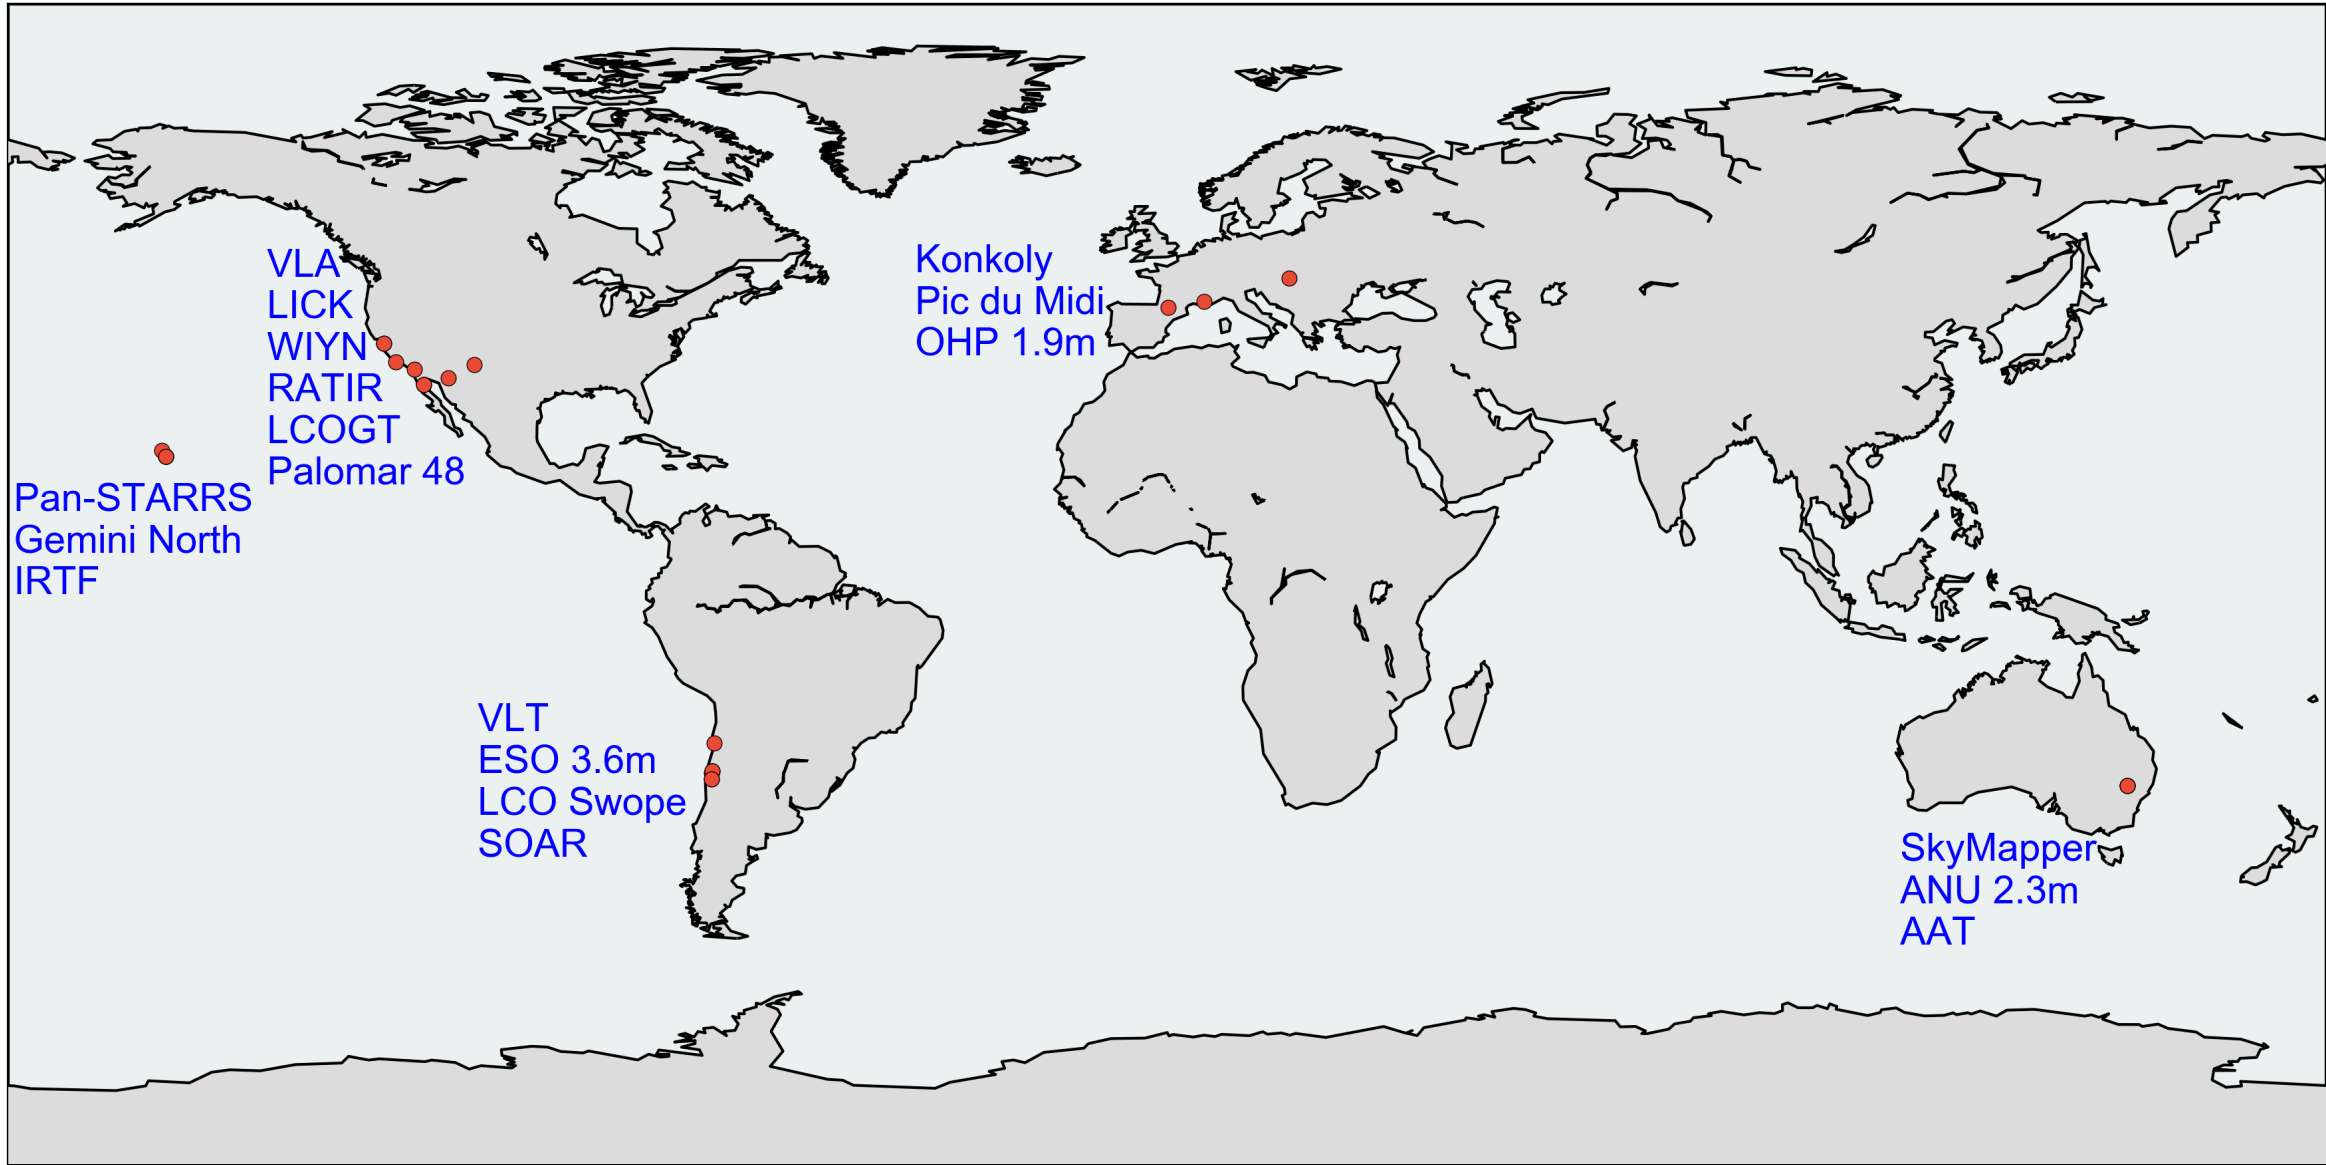 VLA
LICK
WIYN
RATIR
LCOGT
Palomar 48
Konkoly
Pic du Midi
OHP 1.9m
Pan-STARRS
Gemini North
IRTF
VLT
ESO 3.6m
LCO Swope
SOAR
SkyMapper
ANU 2.3m
AAT